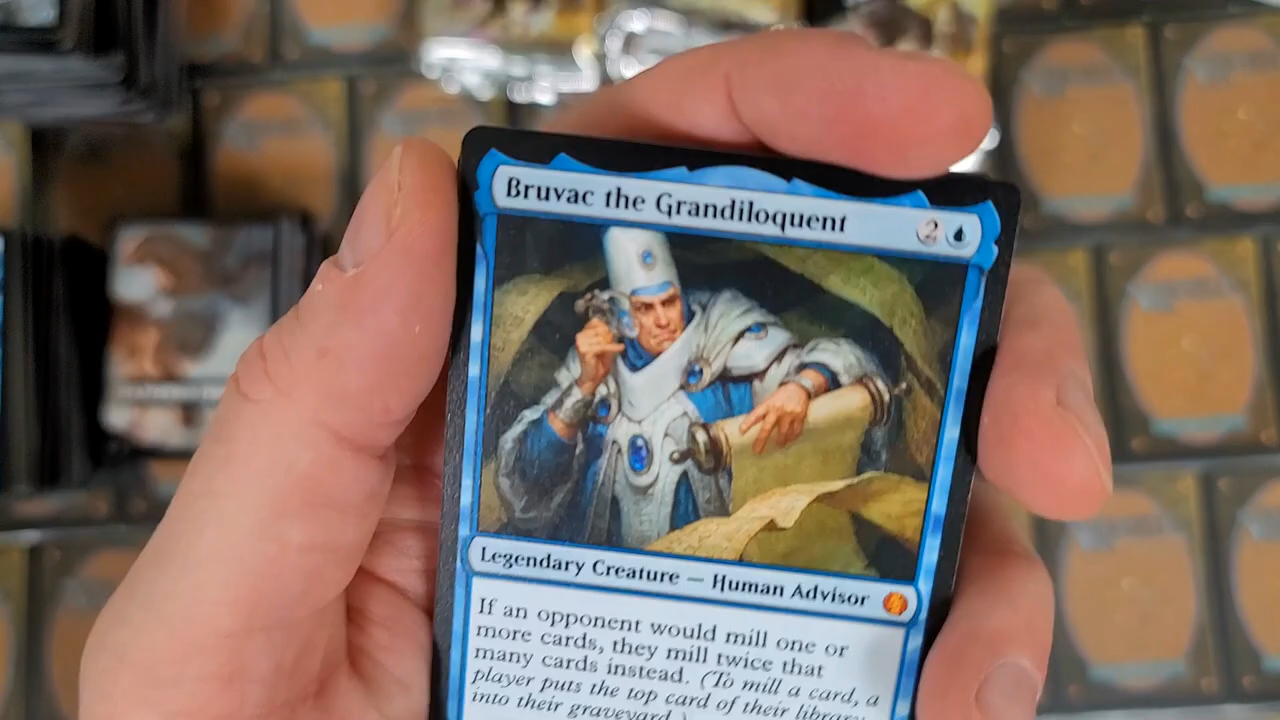 Bruvac the Grandiloquent 2
Legendary Creature — Human Advisor
If an opponent would mill one or
more cards, they mill twice that
many cards instead. (To mill a card, a
player puts the top card of their library
into their graveyard.)